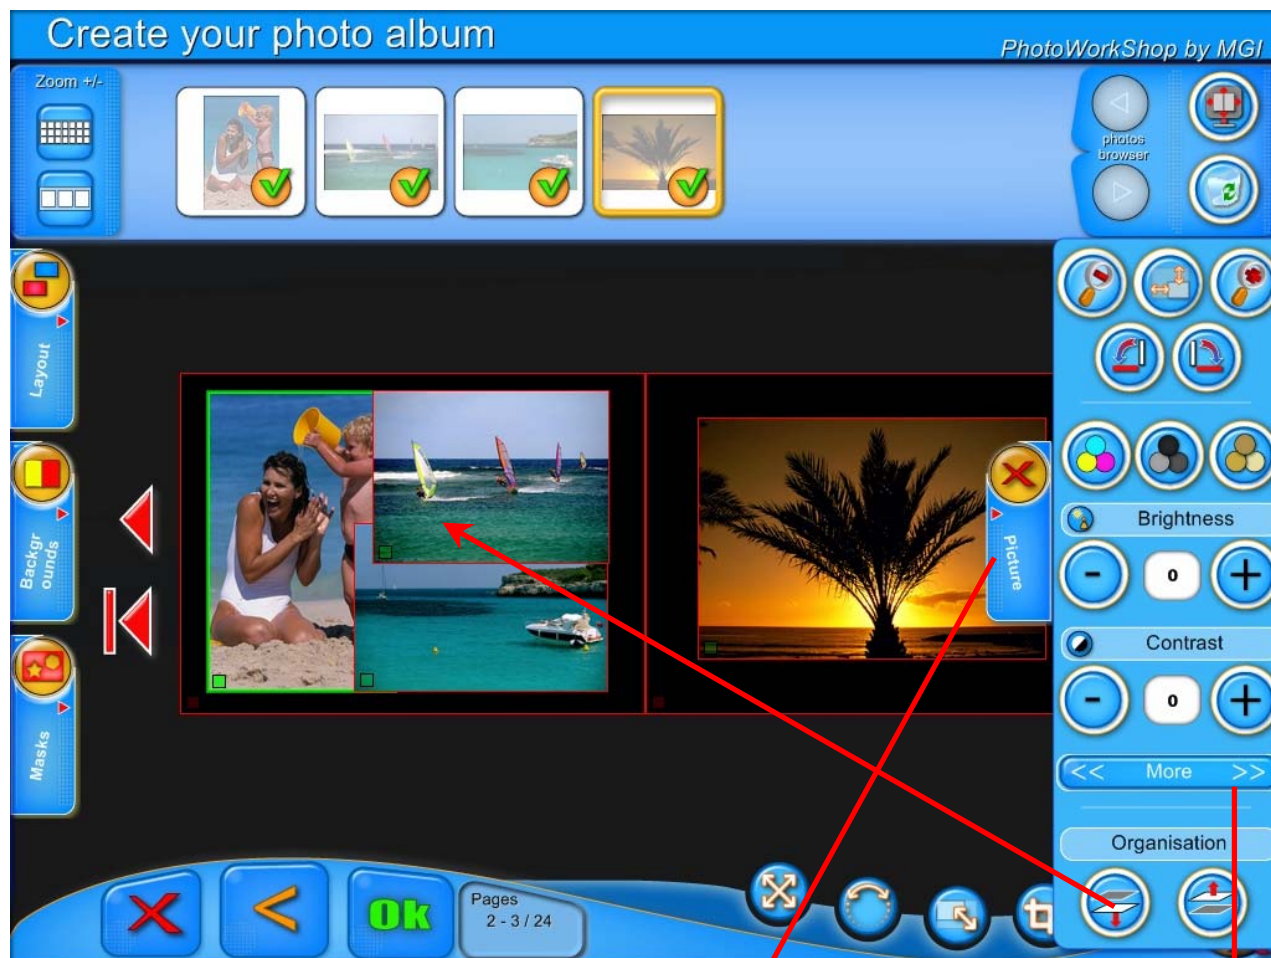 Create your photo album
PhotoWorkShop by MGI
Zoom +/-
photos
browser
Layout
Backgr
ounds
Masks
Picture
Brightness
-
0
+
Contrast
-
0
+
<< More >>
Organisation
<
Ok
Pages
2 - 3 / 24